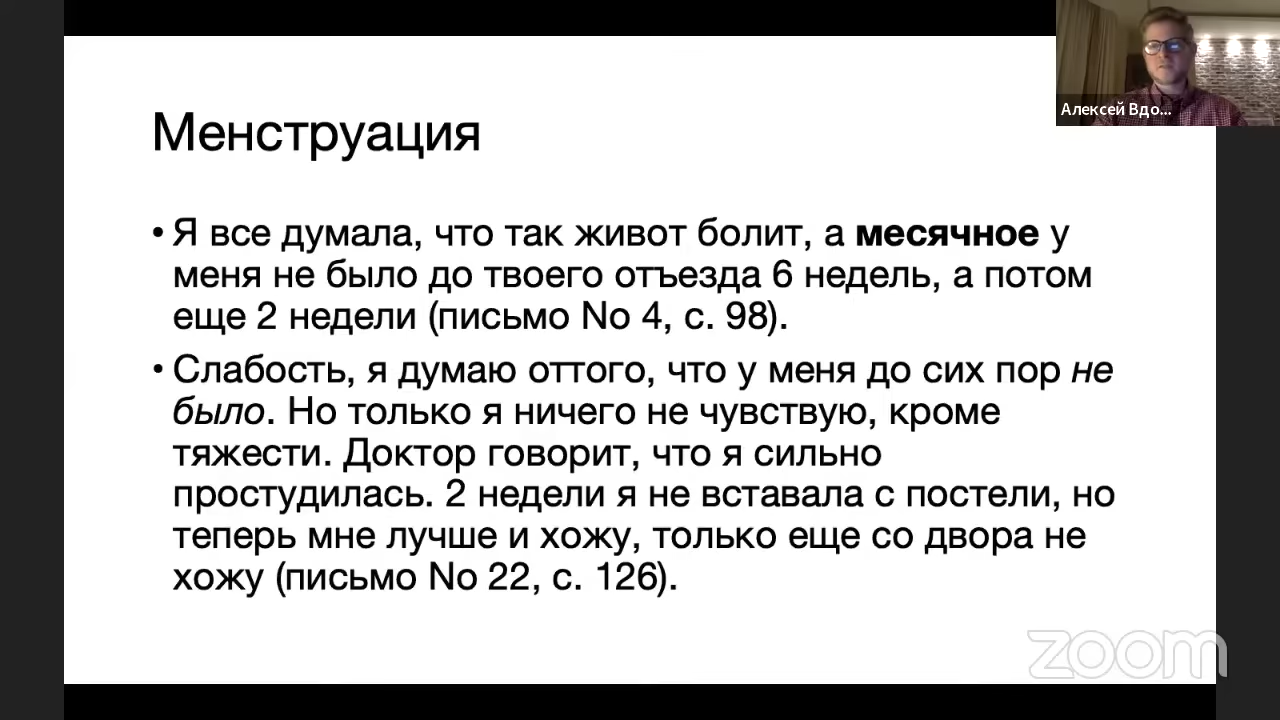 Алексей Вдо...
Менструация
• Я все думала, что так живот болит, а месячное у
меня не было до твоего отъезда 6 недель, а потом
еще 2 недели (письмо No 4, с. 98).
• Слабость, я думаю оттого, что у меня до сих пор не
было. Но только я ничего не чувствую, кроме
тяжести. Доктор говорит, что я сильно
простудилась. 2 недели я не вставала с постели, но
теперь мне лучше и хожу, только еще со двора не
хожу (письмо No 22, с. 126).
zoom